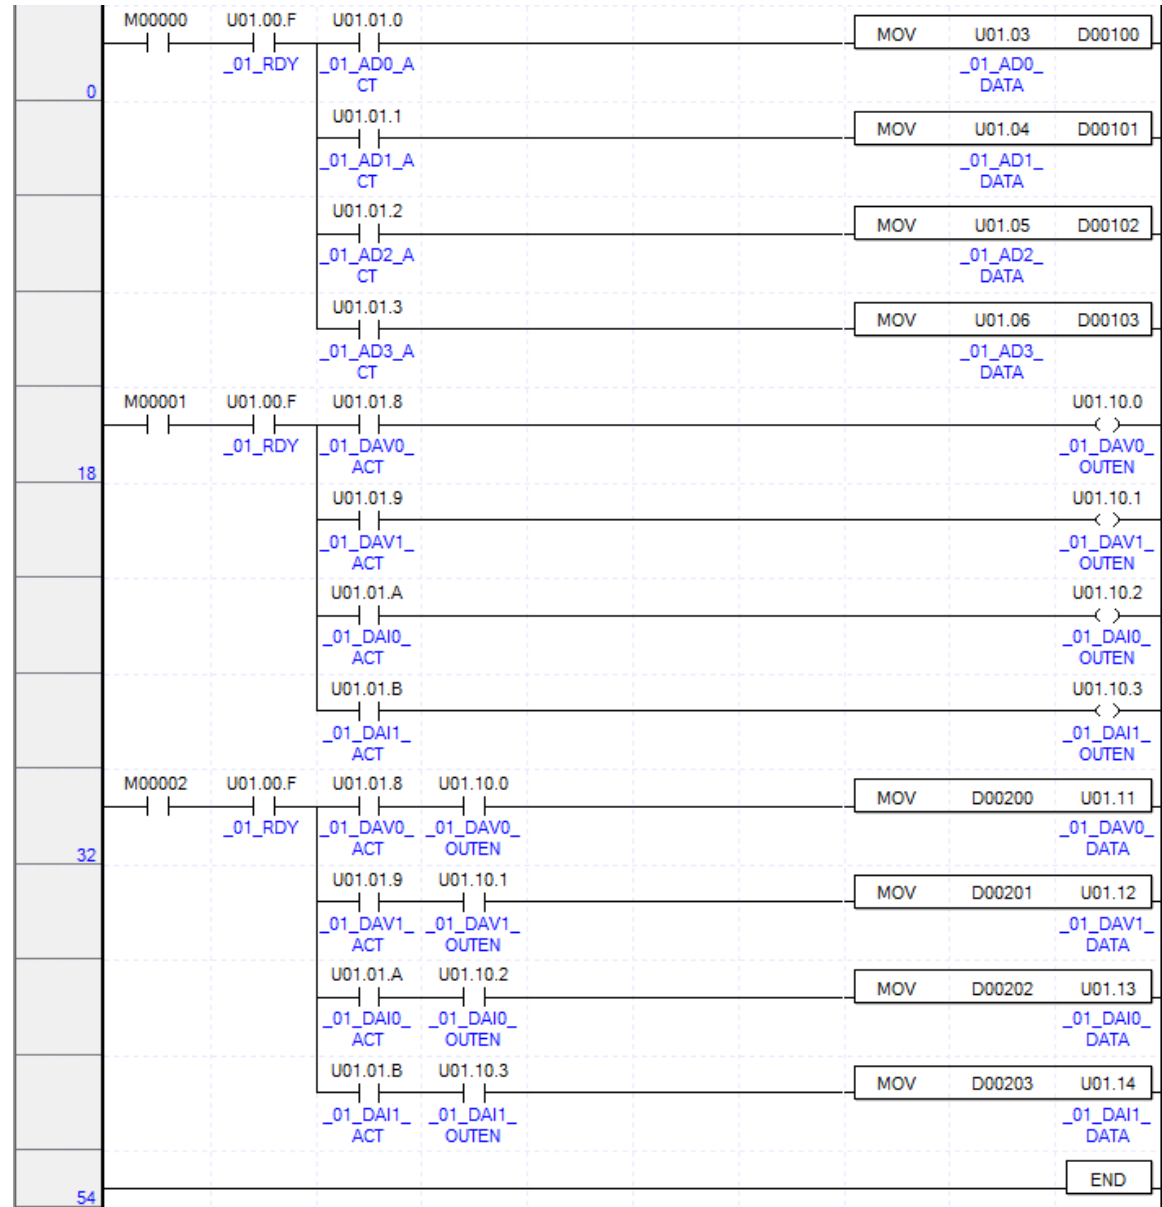 M00000 U01.00.F U01.01.0
MOV U01.03 D00100
_01_RDY _01_AD0_A _01_AD0_
CT DATA
0
U01.01.1
MOV U01.04 D00101
_01_AD1_A _01_AD1_
CT DATA
U01.01.2
MOV U01.05 D00102
_01_AD2_A _01_AD2_
CT DATA
U01.01.3
MOV U01.06 D00103
_01_AD3_A _01_AD3_
CT DATA
M00001 U01.00.F U01.01.8 U01.10.0
_01_RDY _01_DAV0_ _01_DAV0_
ACT OUTEN
18
U01.01.9 U01.10.1
_01_DAV1_ _01_DAV1_
ACT OUTEN
U01.01.A U01.10.2
_01_DAI0_ _01_DAI0_
ACT OUTEN
U01.01.B U01.10.3
_01_DAI1_ _01_DAI1_
ACT OUTEN
M00002 U01.00.F U01.01.8 U01.10.0
MOV D00200 U01.11
_01_RDY _01_DAV0_ _01_DAV0_ _01_DAV0_
ACT OUTEN DATA
32
U01.01.9 U01.10.1
MOV D00201 U01.12
_01_DAV1_ _01_DAV1_ _01_DAV1_
ACT OUTEN DATA
U01.01.A U01.10.2
MOV D00202 U01.13
_01_DAI0_ _01_DAI0_ _01_DAI0_
ACT OUTEN DATA
U01.01.B U01.10.3
MOV D00203 U01.14
_01_DAI1_ _01_DAI1_ _01_DAI1_
ACT OUTEN DATA
END
54